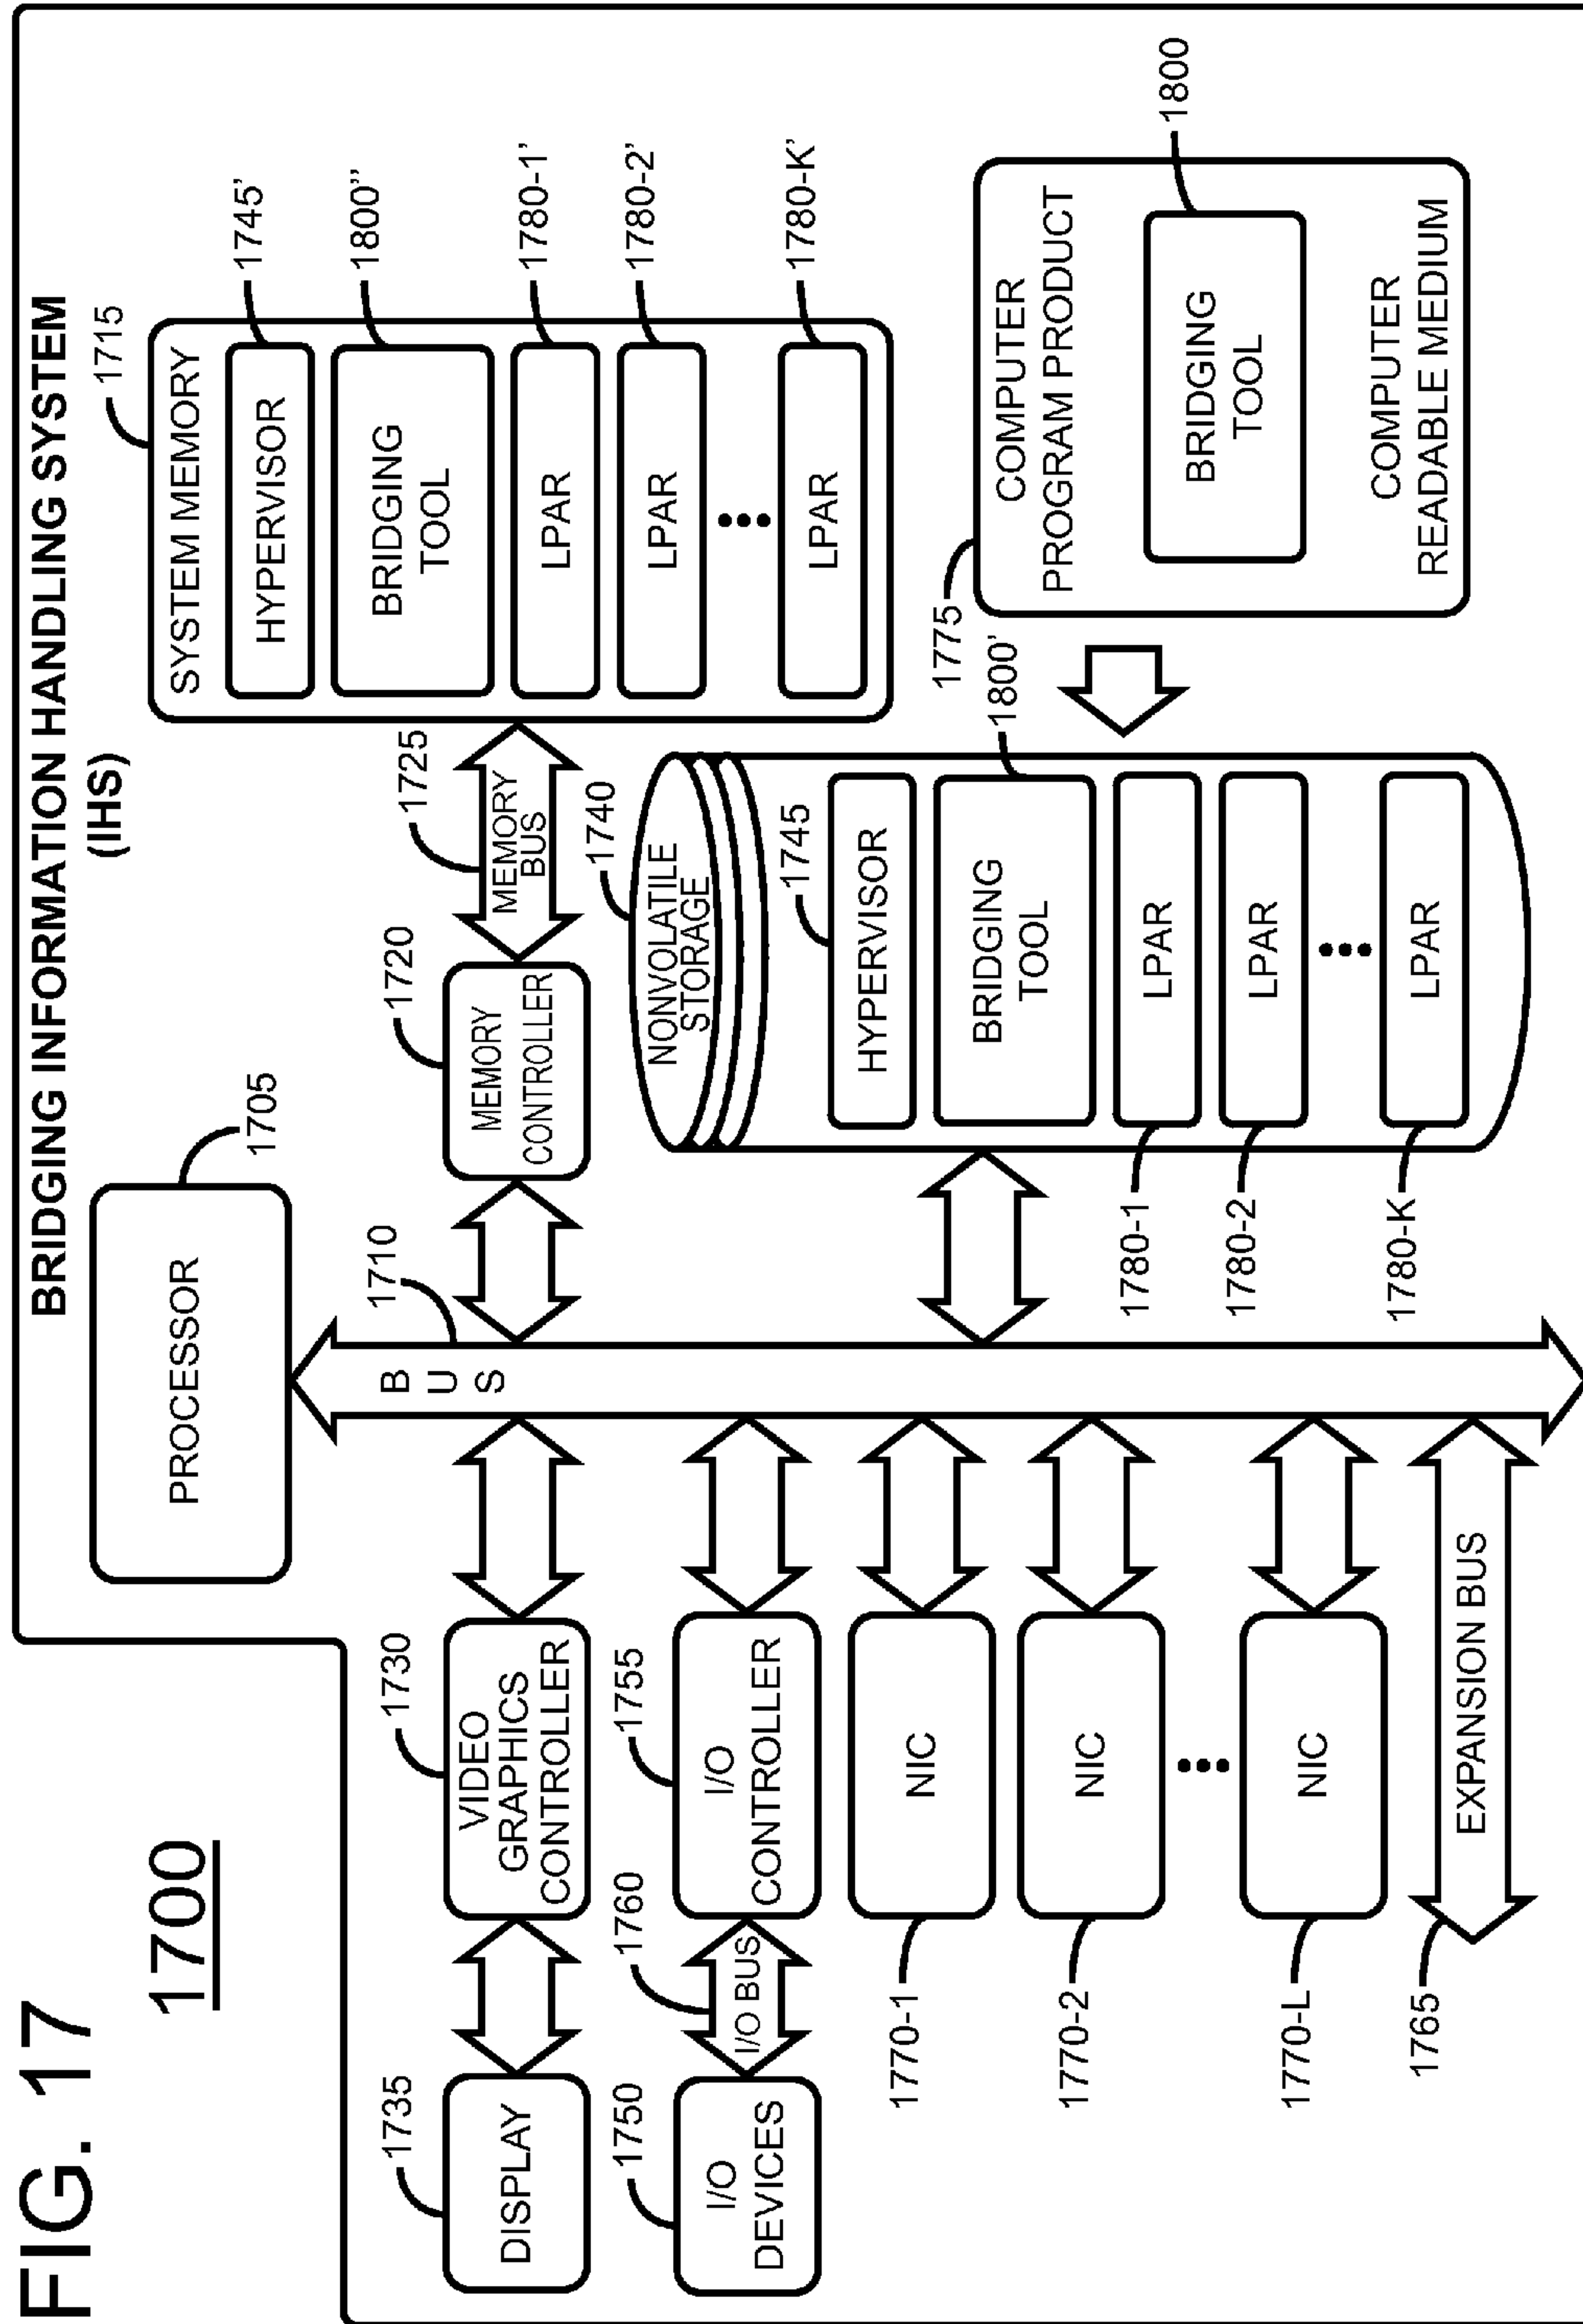 FIG. 17
1700
BRIDGING INFORMATION HANDLING SYSTEM
(IHS)
PROCESSOR
1705
1710
B
U
S
1735
DISPLAY
1730
VIDEO
GRAPHICS
CONTROLLER
1720
MEMORY
CONTROLLER
1725
MEMORY
BUS
1715
SYSTEM MEMORY
HYPERVISOR
1745'
BRIDGING
TOOL
1800''
LPAR
1780-1'
LPAR
1780-2'
LPAR
1780-K'
1750
I/O
DEVICES
1760
I/O BUS
1755
I/O
CONTROLLER
1740
NONVOLATILE
STORAGE
1745
HYPERVISOR
BRIDGING
TOOL
1800'
LPAR
1780-1
LPAR
1780-2
LPAR
1780-K
1775
COMPUTER
PROGRAM PRODUCT
BRIDGING
TOOL
1800
COMPUTER
READABLE MEDIUM
NIC
1770-1
NIC
1770-2
NIC
1770-L
EXPANSION BUS
1765